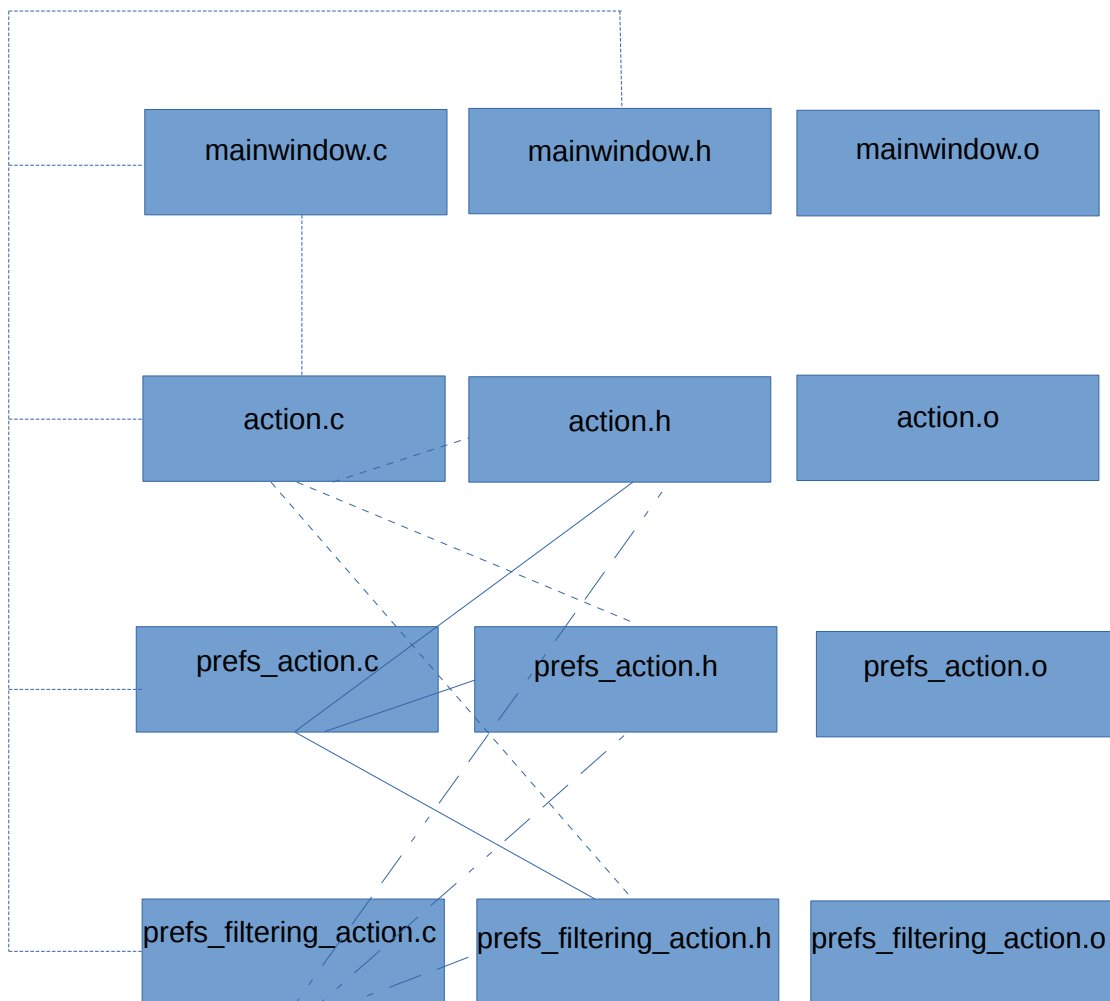 mainwindow.c
mainwindow.h
mainwindow.o
action.c
action.h
action.o
prefs_action.c
prefs_action.h
prefs_action.o
prefs_filtering_action.c
prefs_filtering_action.h
prefs_filtering_action.o